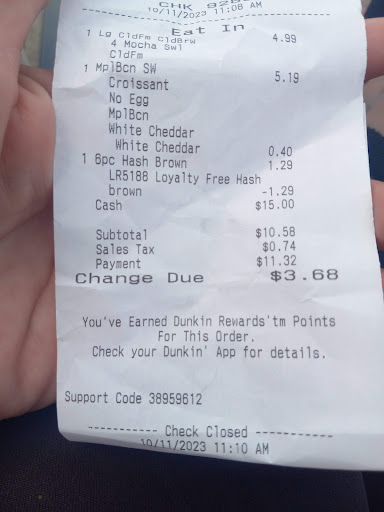 CHK
10/11/2023 11:08 AM
Eat In
1 Lg CldFm CldBrw 4.99
4 Mocha Swl
CldFm
1 MplBcn SW 5.19
Croissant
No Egg
MplBcn
White Cheddar
White Cheddar 0.40
1 6pc Hash Brown 1.29
LR5188 Loyalty Free Hash
brown -1.29
Cash $15.00
Subtotal $10.58
Sales Tax $0.74
Payment $11.32
Change Due $3.68
You've Earned Dunkin Rewards'tm Points
For This Order.
Check your Dunkin' App for details.
Support Code 38959612
----------- Check Closed -----------
10/11/2023 11:10 AM